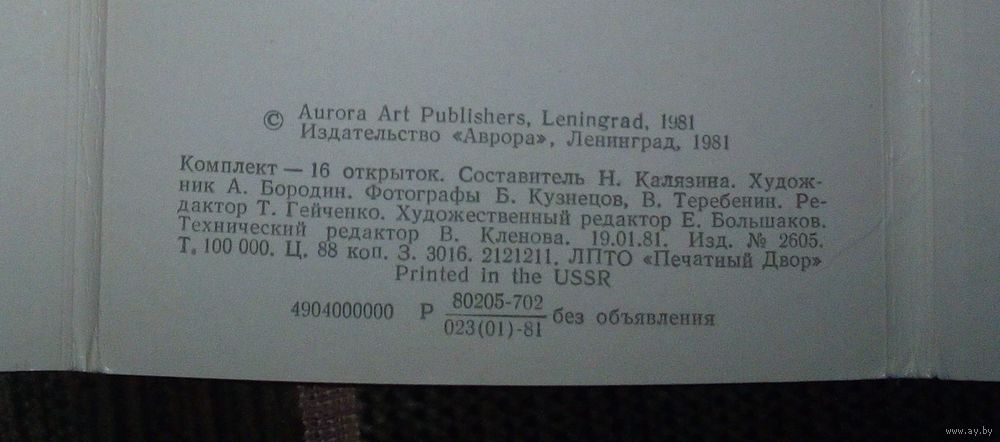 © Aurora Art Publishers, Leningrad, 1981
Издательство «Аврора», Ленинград, 1981
Комплект — 16 открыток. Составитель Н. Калязина. Худож-
ник А. Бородин. Фотографы Б. Кузнецов, В. Теребенин. Ре-
дактор Т. Гейченко. Художественный редактор Е. Большаков.
Технический редактор В. Кленова. 19.01.81. Изд. № 2605.
Т. 100 000. Ц. 88 коп. З. 3016. 2121211. ЛПТО «Печатный Двор»
Printed in the USSR
4904000000 Р 80205-702
023(01)-81 без объявления
www.ay.by